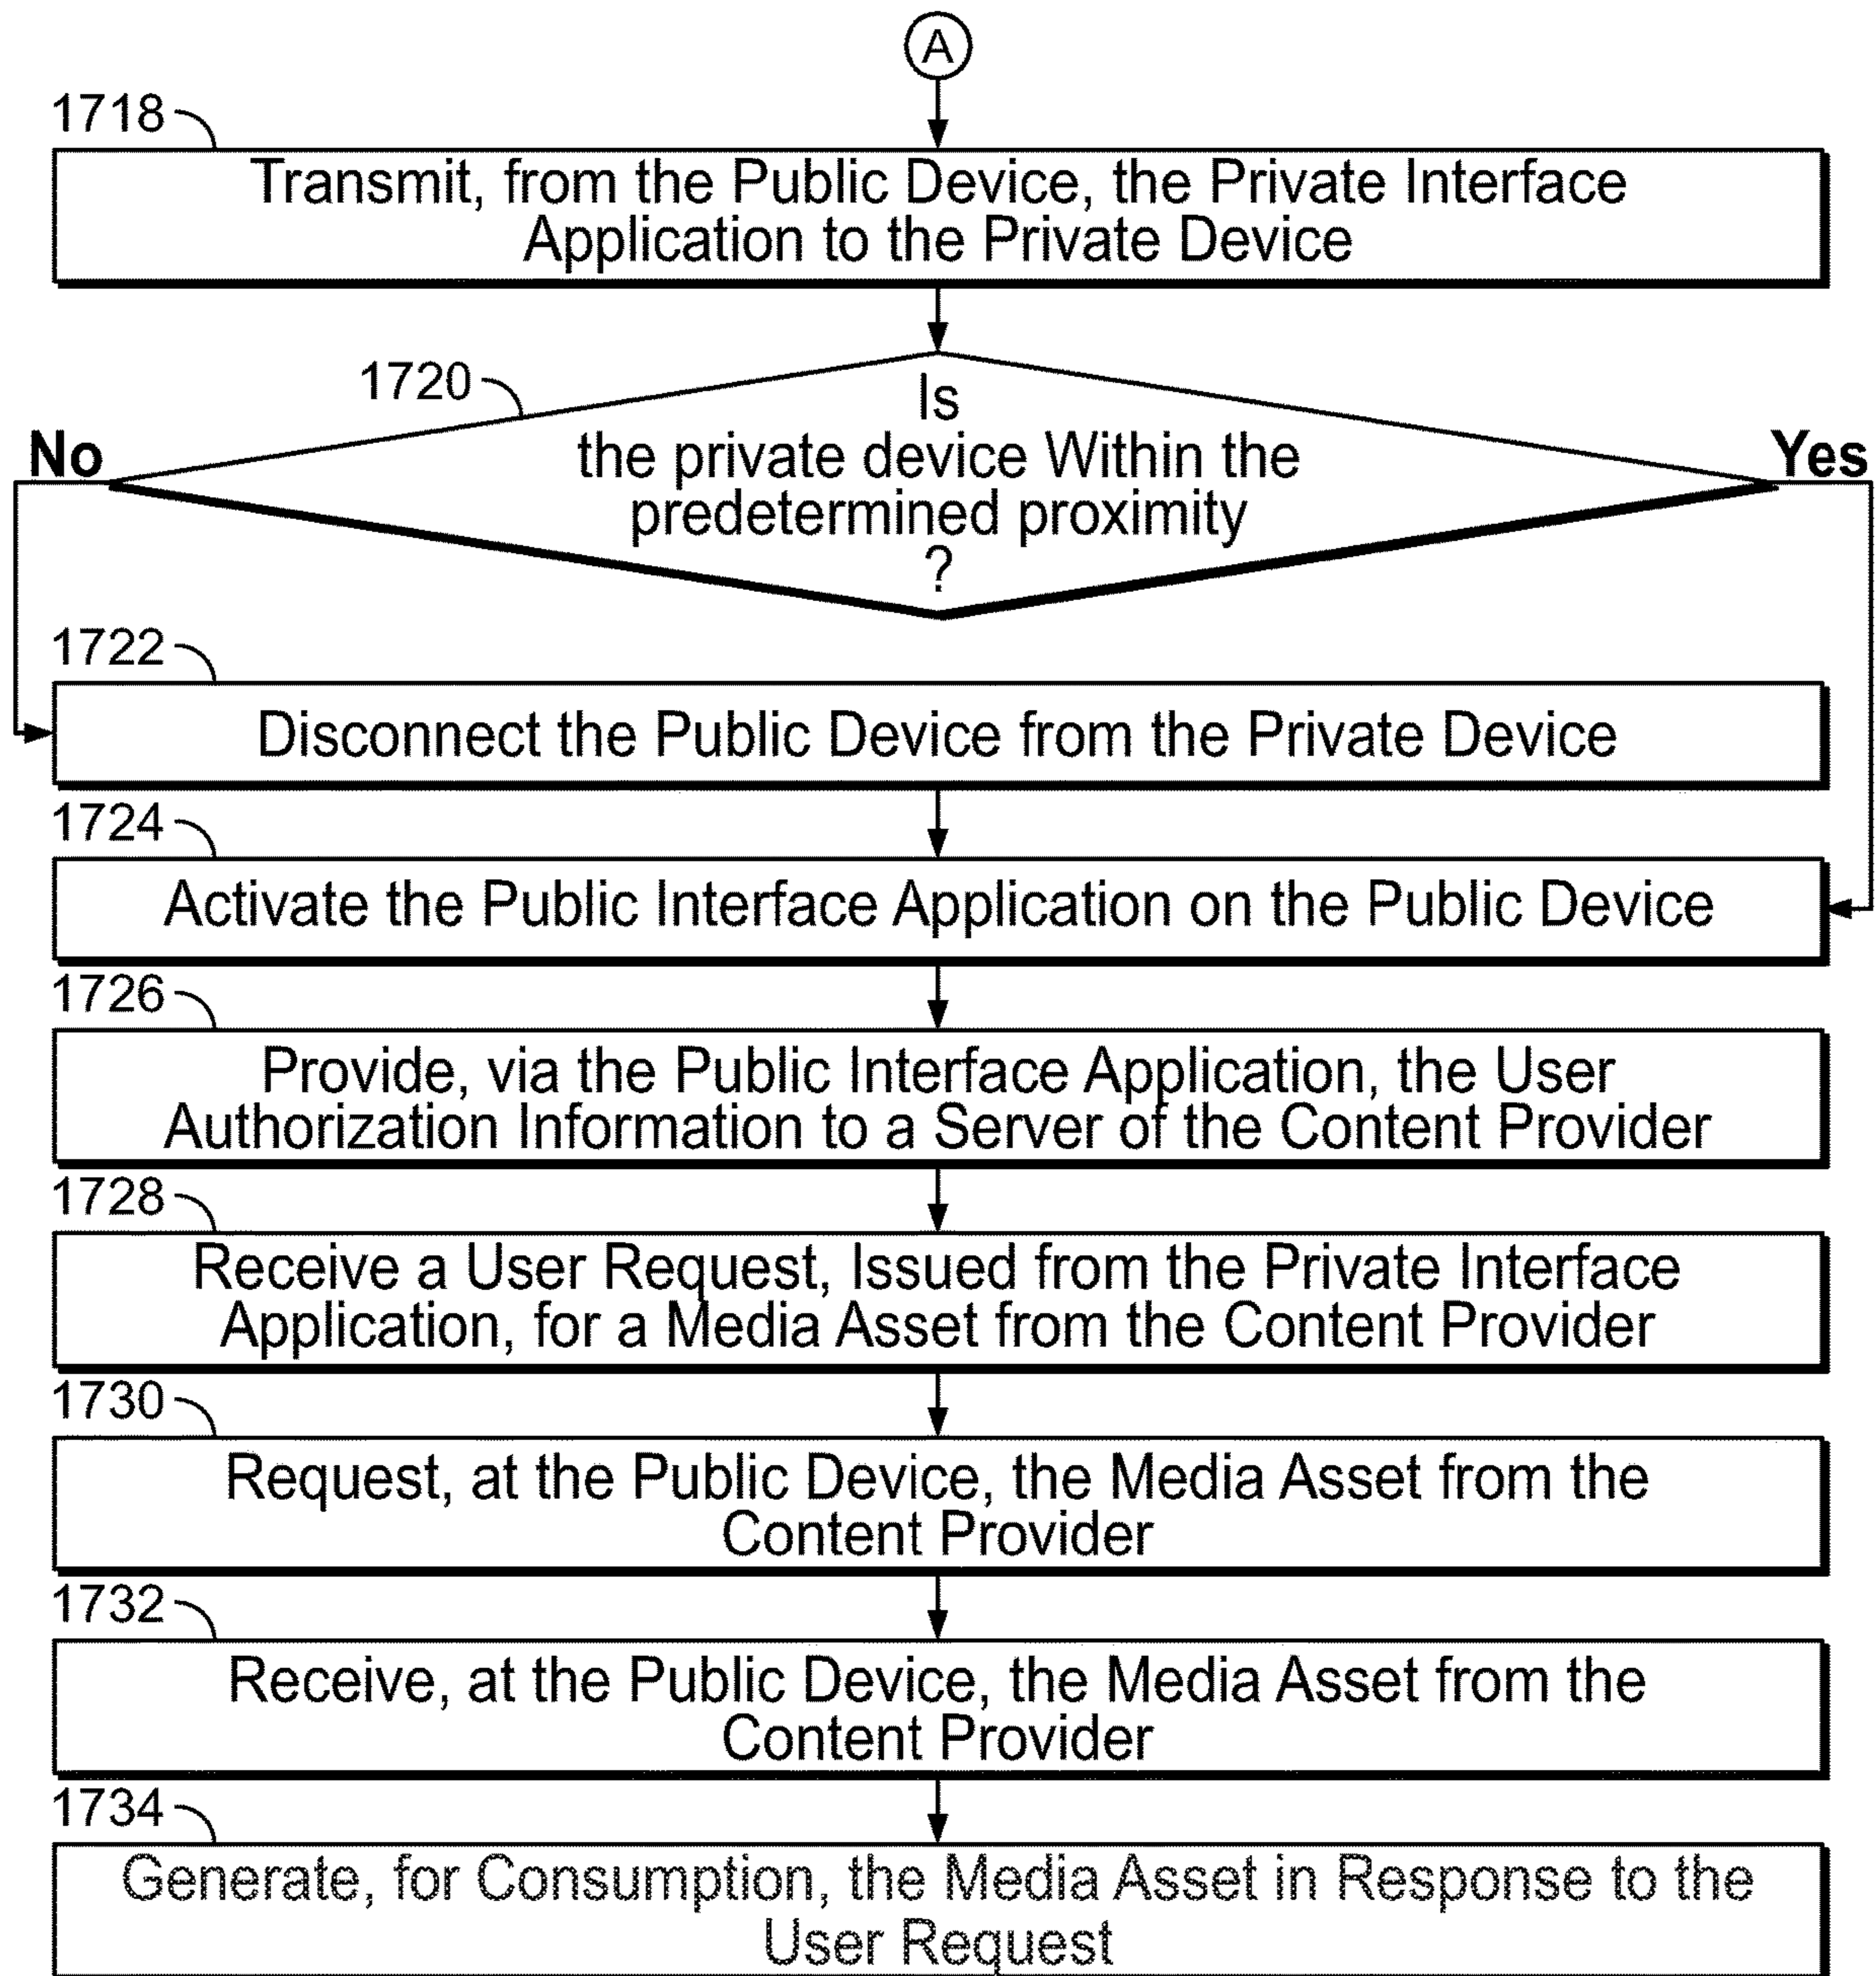 A
1718
Transmit, from the Public Device, the Private Interface
Application to the Private Device
1720
Is
the private device Within the
predetermined proximity
?
No
Yes
1722
Disconnect the Public Device from the Private Device
1724
Activate the Public Interface Application on the Public Device
1726
Provide, via the Public Interface Application, the User
Authorization Information to a Server of the Content Provider
1728
Receive a User Request, Issued from the Private Interface
Application, for a Media Asset from the Content Provider
1730
Request, at the Public Device, the Media Asset from the
Content Provider
1732
Receive, at the Public Device, the Media Asset from the
Content Provider
1734
Generate, for Consumption, the Media Asset in Response to the
User Request